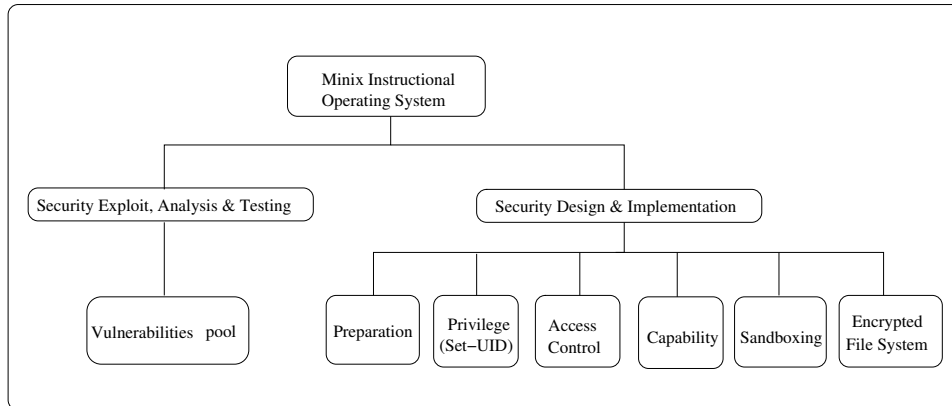 Minix Instructional
Operating System
Security Exploit, Analysis & Testing
Security Design & Implementation
Vulnerabilities pool
Preparation
Privilege
(Set−UID)
Access
Control
Capability
Sandboxing
Encrypted
File System